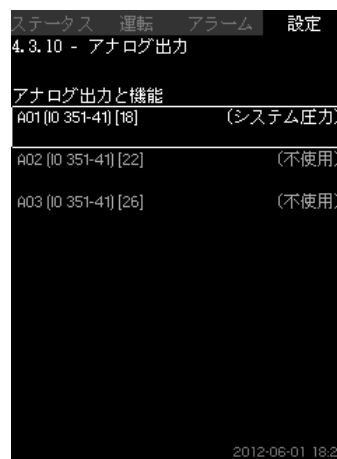 ステータス 運転 アラーム 設定
4.3.10 - アナログ出力
アナログ出力と機能
AO1 (IO 351-41) [18] (システム圧力)
AO2 (IO 351-41) [22] (不使用)
AO3 (IO 351-41) [26] (不使用)
2012-06-01 18:2